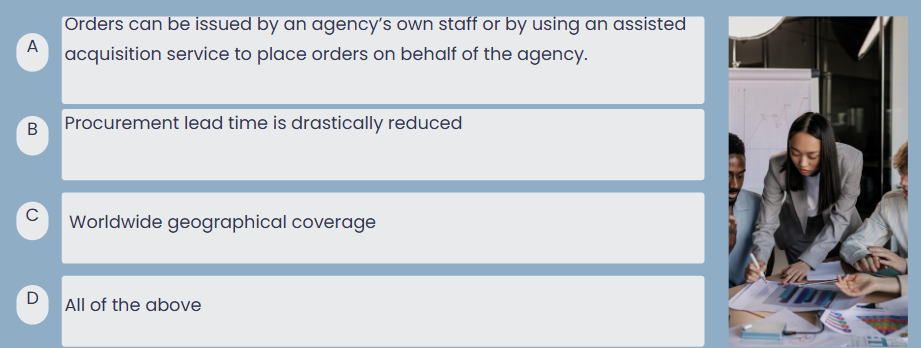 A
Orders can be issued by an agency’s own staff or by using an assisted
acquisition service to place orders on behalf of the agency.
B
Procurement lead time is drastically reduced
C
Worldwide geographical coverage
D
All of the above